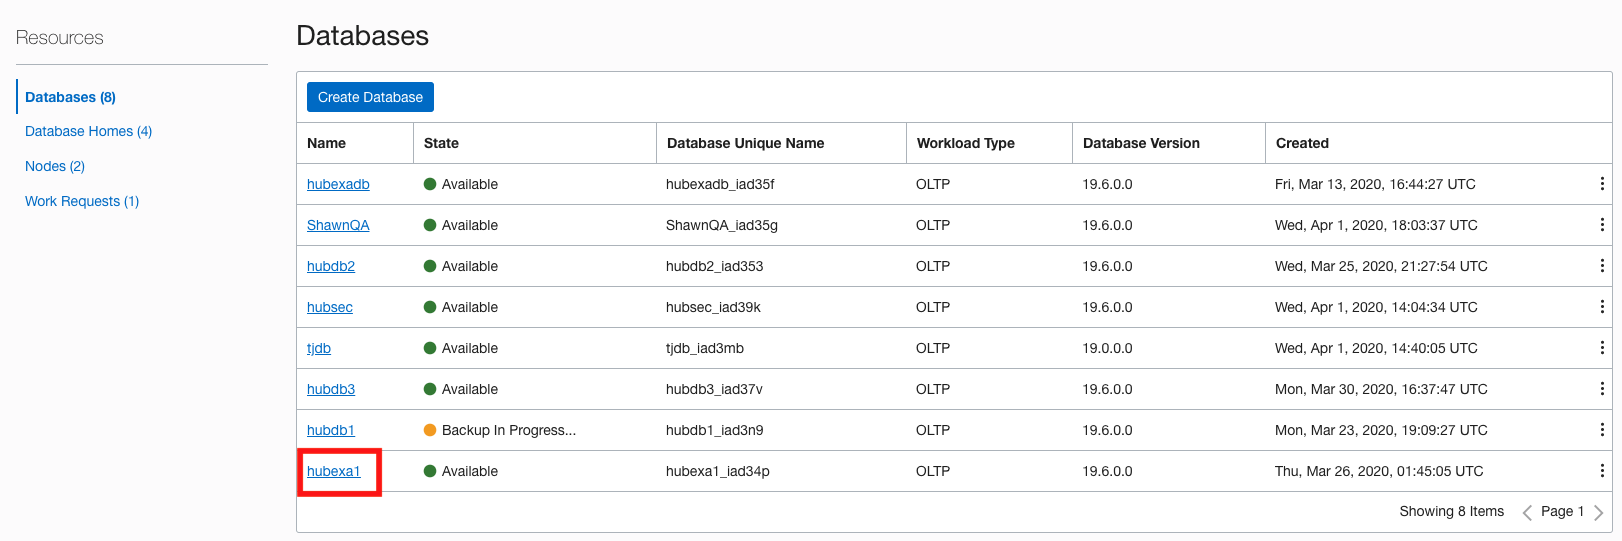 Resources
Databases (8)
Database Homes (4)
Nodes (2)
Work Requests (1)
Databases
Create Database
Name State Database Unique Name Workload Type Database Version Created
hubexadb Available hubexadb_iad35f OLTP 19.6.0.0 Fri, Mar 13, 2020, 16:44:27 UTC
ShawnQA Available ShawnQA_iad35g OLTP 19.6.0.0 Wed, Apr 1, 2020, 18:03:37 UTC
hubdb2 Available hubdb2_iad353 OLTP 19.6.0.0 Wed, Mar 25, 2020, 21:27:54 UTC
hubsec Available hubsec_iad39k OLTP 19.6.0.0 Wed, Apr 1, 2020, 14:04:34 UTC
tjdb Available tjdb_iad3mb OLTP 19.0.0.0 Wed, Apr 1, 2020, 14:40:05 UTC
hubdb3 Available hubdb3_iad37v OLTP 19.6.0.0 Mon, Mar 30, 2020, 16:37:47 UTC
hubdb1 Backup In Progress... hubdb1_iad3n9 OLTP 19.6.0.0 Mon, Mar 23, 2020, 19:09:27 UTC
hubexa1 Available hubexa1_iad34p OLTP 19.6.0.0 Thu, Mar 26, 2020, 01:45:05 UTC
Showing 8 Items Page 1